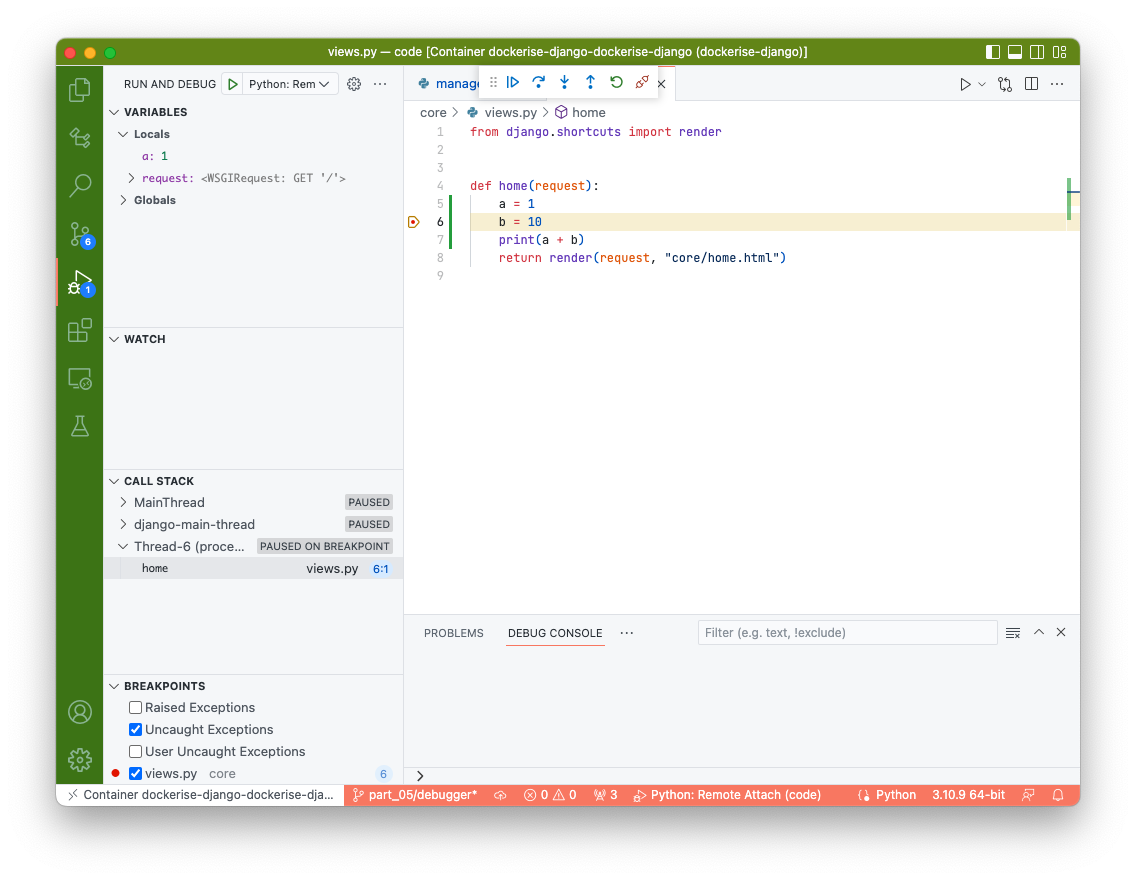 views.py — code [Container dockerise-django-dockerise-django (dockerise-django)]
RUN AND DEBUG
Python: Rem
VARIABLES
Locals
a: 1
request: <WSGIRequest: GET '/'>
Globals
WATCH
CALL STACK
MainThread PAUSED
django-main-thread PAUSED
Thread-6 (proce... PAUSED ON BREAKPOINT
home views.py 6:1
BREAKPOINTS
Raised Exceptions
Uncaught Exceptions
User Uncaught Exceptions
views.py core 6
6
1
manage
core > views.py > home
1 from django.shortcuts import render
2
3
4 def home(request):
5 a = 1
6 b = 10
7 print(a + b)
8 return render(request, "core/home.html")
9
PROBLEMS DEBUG CONSOLE ...
Filter (e.g. text, !exclude)
Container dockerise-django-dockerise-dja... part_05/debugger* 0 0 3 Python: Remote Attach (code) Python 3.10.9 64-bit